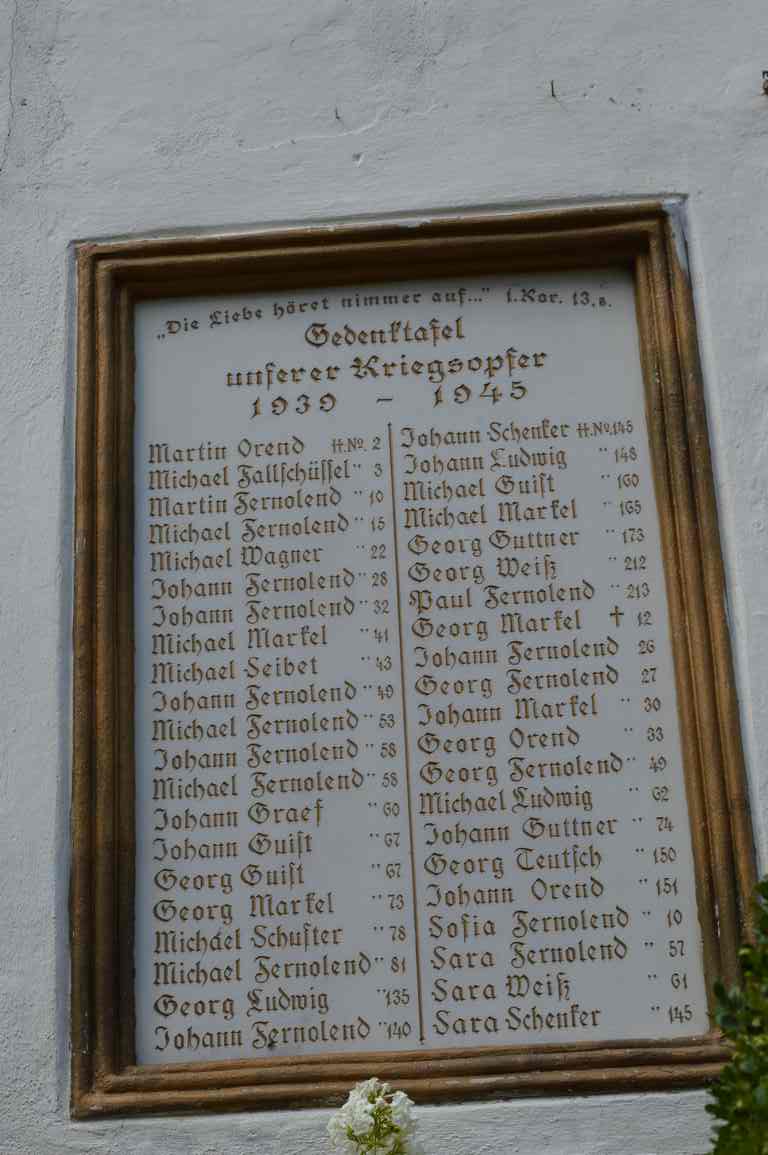 „Die Liebe höret nimmer auf..." 1. Kor. 13,8.
Gedenktafel
unserer Kriegsopfer
1939 - 1945
Martin Orend H.No. 2
Michael Fallschüssel " 3
Martin Fernolend " 10
Michael Fernolend " 15
Michael Wagner " 22
Johann Fernolend " 28
Johann Fernolend " 32
Michael Markel " 41
Michael Seibet " 43
Johann Fernolend " 49
Michael Fernolend " 53
Johann Fernolend " 58
Michael Fernolend " 58
Johann Graef " 60
Johann Guist " 67
Georg Guist " 67
Georg Markel " 73
Michael Schuster " 78
Michael Fernolend " 81
Georg Ludwig " 135
Johann Fernolend " 140
Johann Schenker H.No. 145
Johann Ludwig " 148
Michael Guist " 160
Michael Markel " 165
Georg Guttner " 173
Georg Weiß " 212
Paul Fernolend " 213
Georg Markel † 12
Johann Fernolend 26
Georg Fernolend 27
Johann Markel " 30
Georg Orend " 33
Georg Fernolend " 49
Michael Ludwig " 62
Johann Guttner " 74
Georg Teutsch " 150
Johann Orend " 151
Sofia Fernolend " 10
Sara Fernolend " 57
Sara Weiß " 61
Sara Schenker " 145